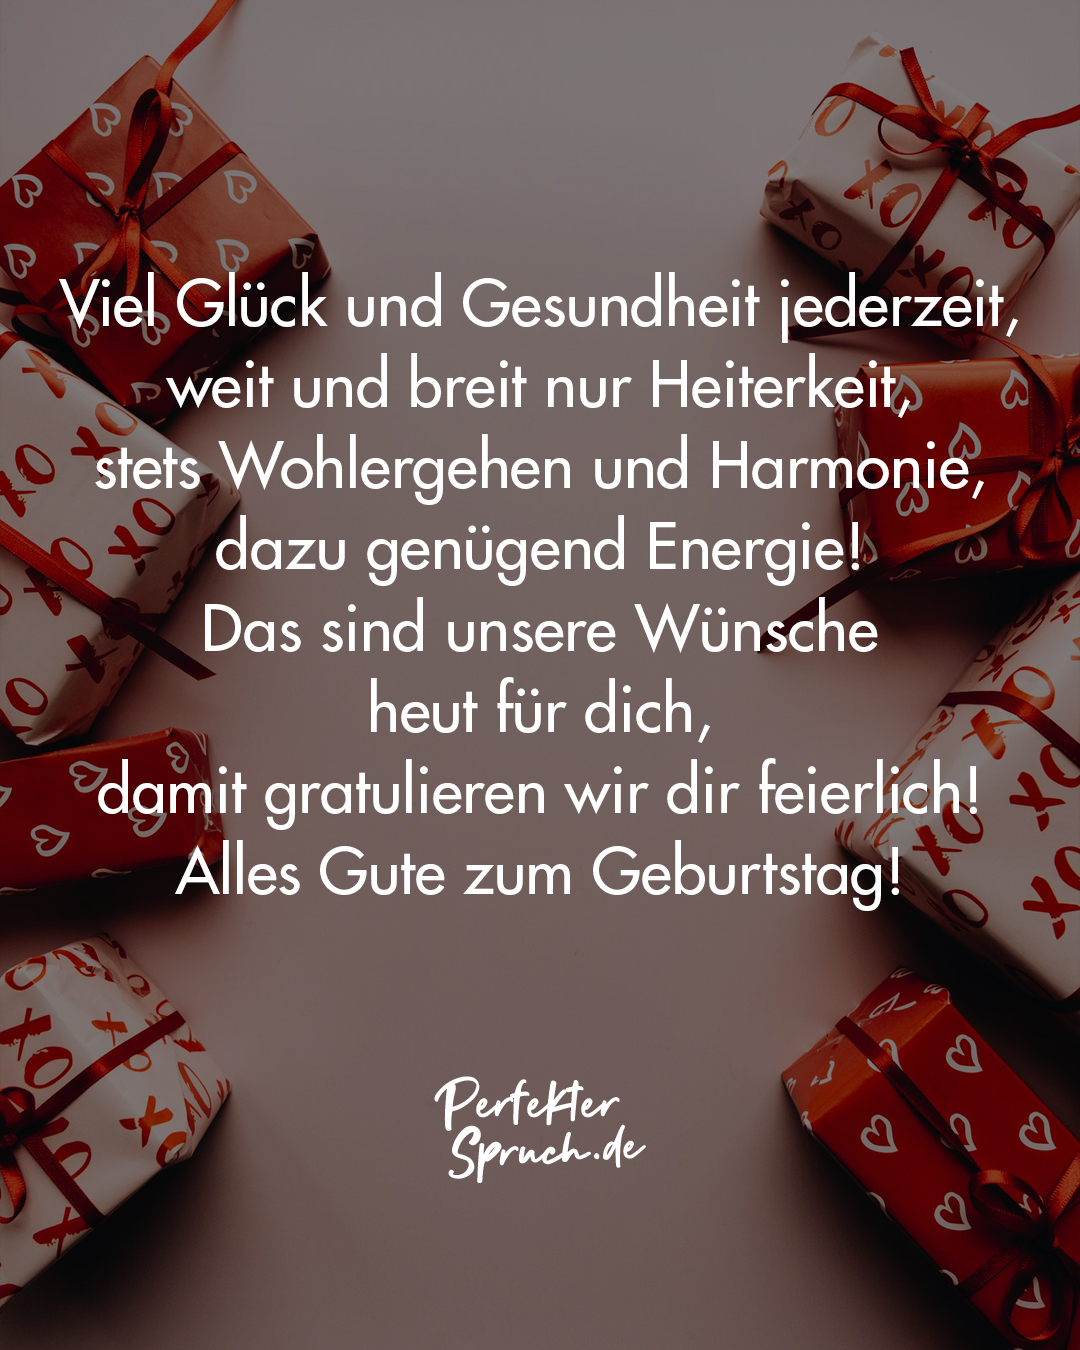 Viel Glück und Gesundheit jederzeit,
weit und breit nur Heiterkeit,
stets Wohlergehen und Harmonie,
dazu genügend Energie!
Das sind unsere Wünsche
heut für dich,
damit gratulieren wir dir feierlich!
Alles Gute zum Geburtstag!
Perfekter
Spruch.de